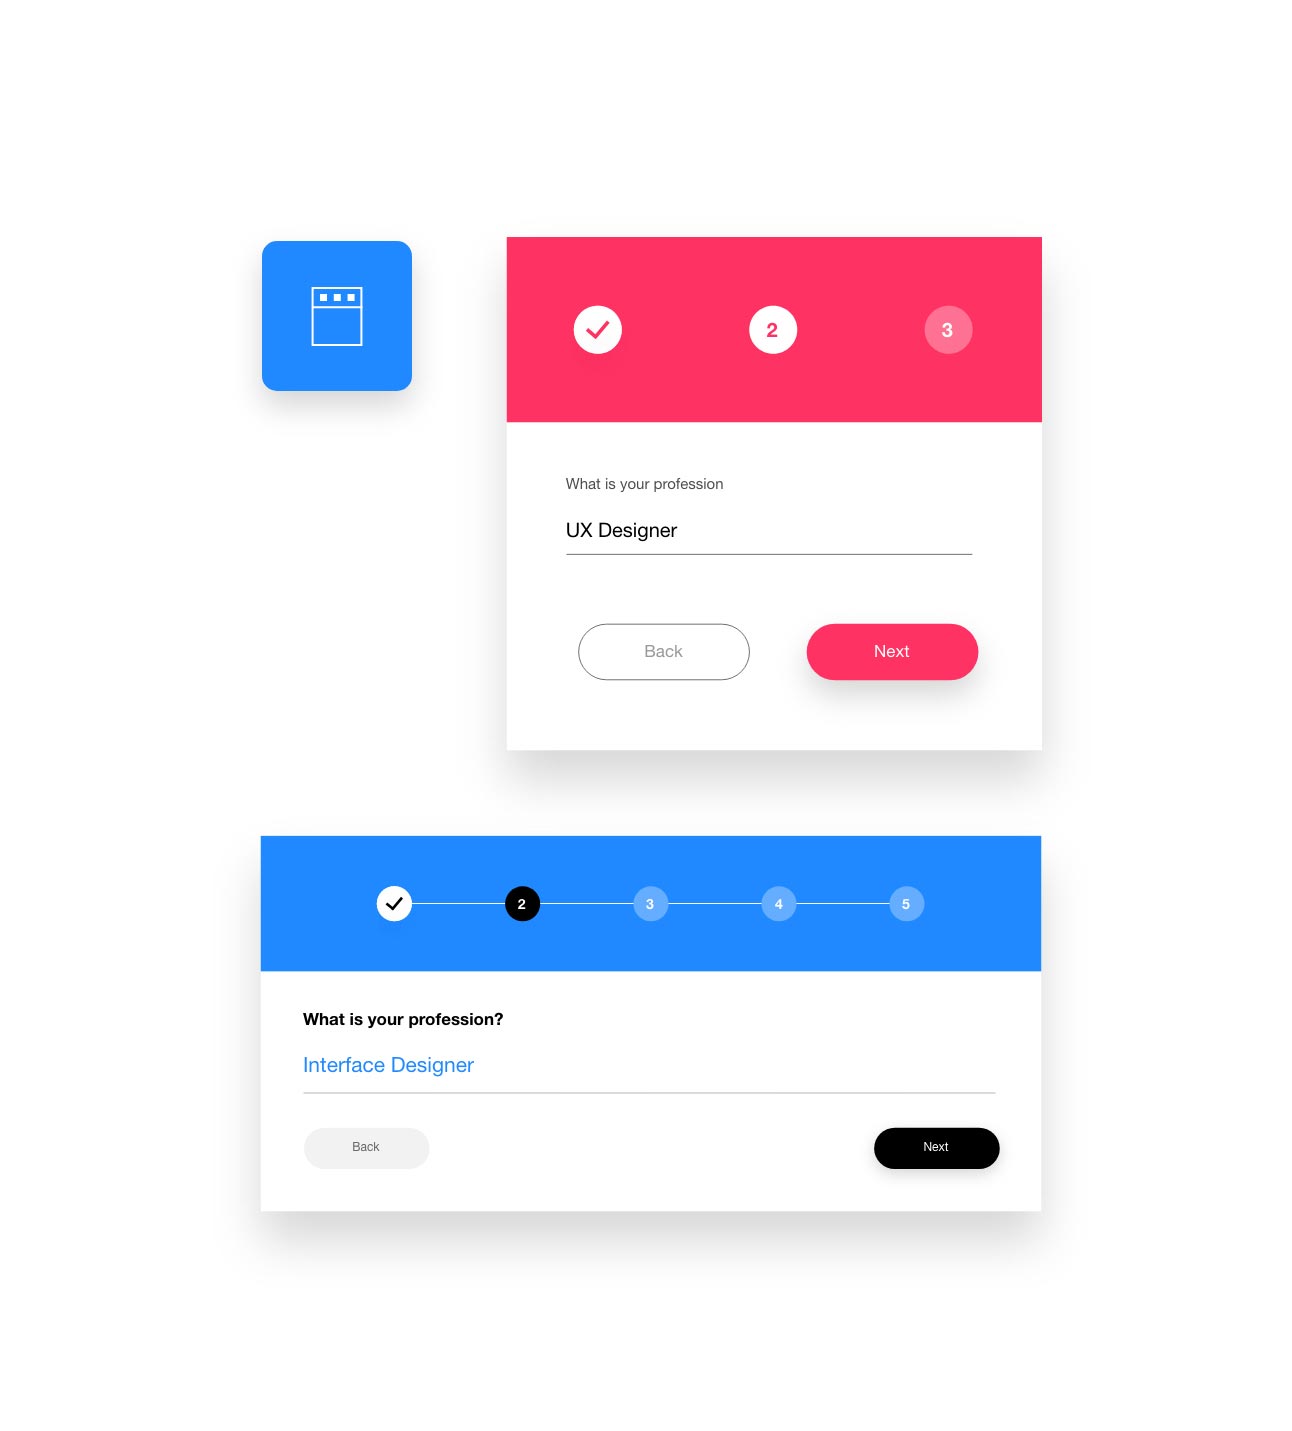 2 3
What is your profession
UX Designer
Back Next
2 3 4 5
What is your profession?
Interface Designer
Back Next